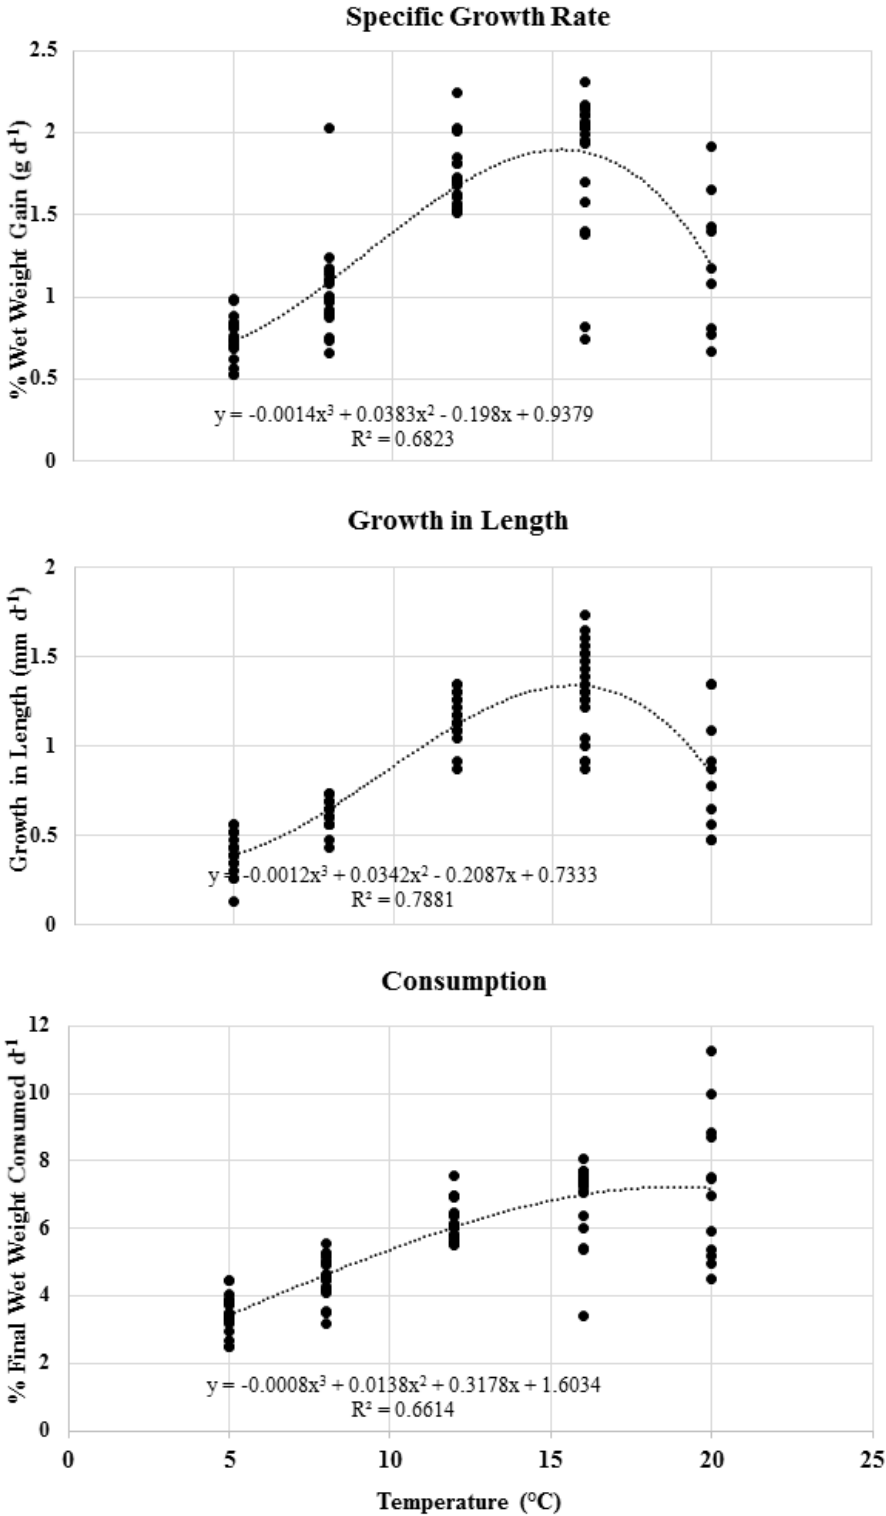 Specific Growth Rate
% Wet Weight Gain (g d-1)
2.5
2
1.5
1
0.5
0
y = -0.0014x³ + 0.0383x² - 0.198x + 0.9379
R² = 0.6823
Growth in Length
Growth in Length (mm d-1)
2
1.5
1
0.5
0
y = -0.0012x³ + 0.0342x² - 0.2087x + 0.7333
R² = 0.7881
Consumption
% Final Wet Weight Consumed d-1
12
10
8
6
4
2
0
y = -0.0008x³ + 0.0138x² + 0.3178x + 1.6034
R² = 0.6614
0 5 10 15 20 25
Temperature (°C)